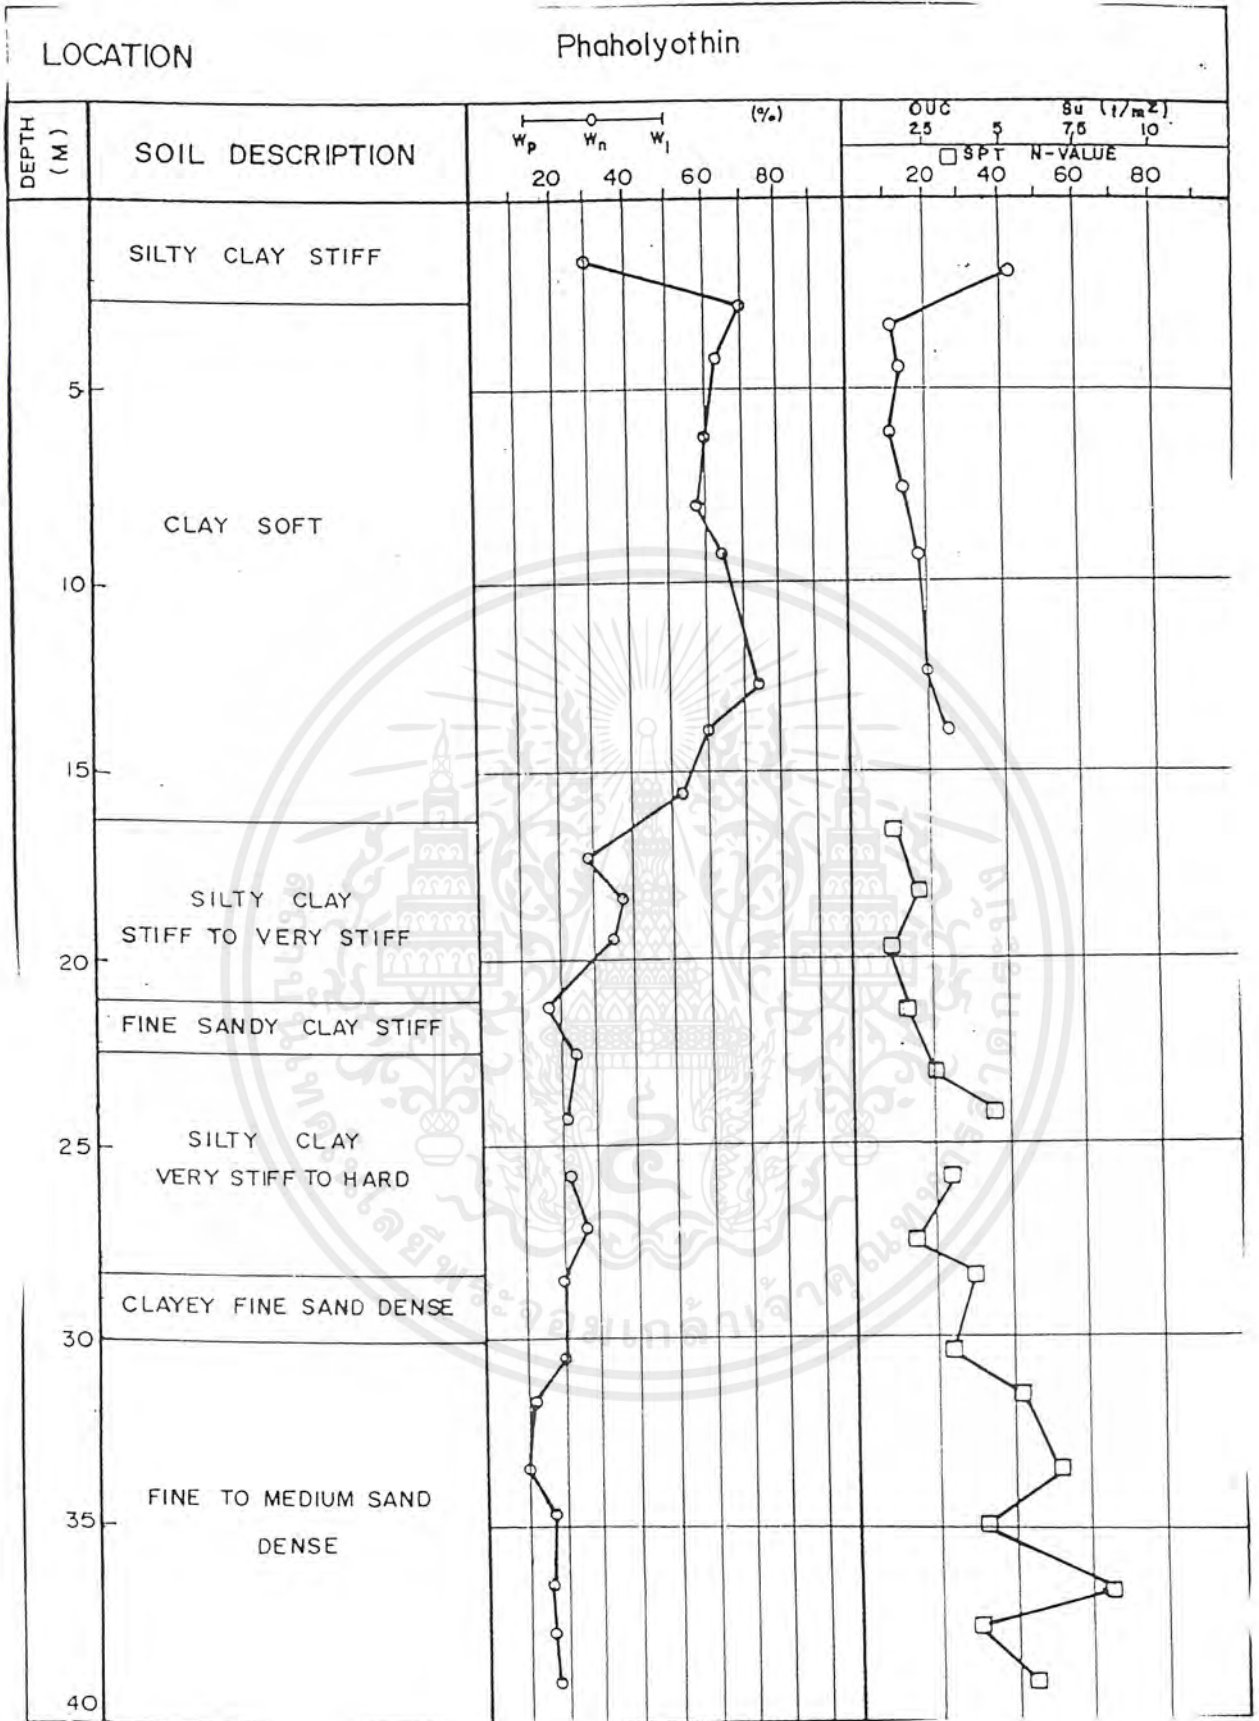 LOCATION Phaholyothin
DEPTH (M)
SOIL DESCRIPTION
(%)
Wp Wn Wl
20 40 60 80
OUC Su (t/m²)
2.5 5 7.5 10
SPT N-VALUE
20 40 60 80
SILTY CLAY STIFF
5
CLAY SOFT
10
15
SILTY CLAY
STIFF TO VERY STIFF
20
FINE SANDY CLAY STIFF
SILTY CLAY
25
VERY STIFF TO HARD
CLAYEY FINE SAND DENSE
30
FINE TO MEDIUM SAND
35
DENSE
40